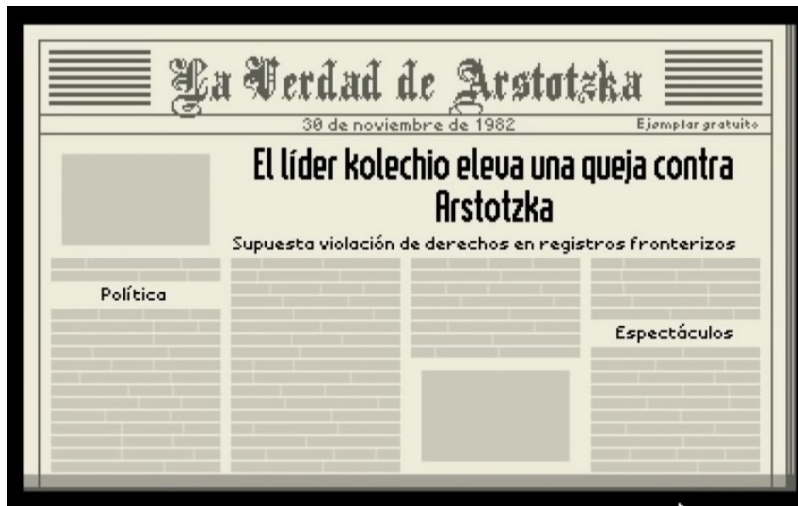 La Verdad de Arstotzka
30 de noviembre de 1982
Ejemplar gratuito
El líder kolechio eleva una queja contra
Arstotzka
Supuesta violación de derechos en registros fronterizos
Política
Espectáculos